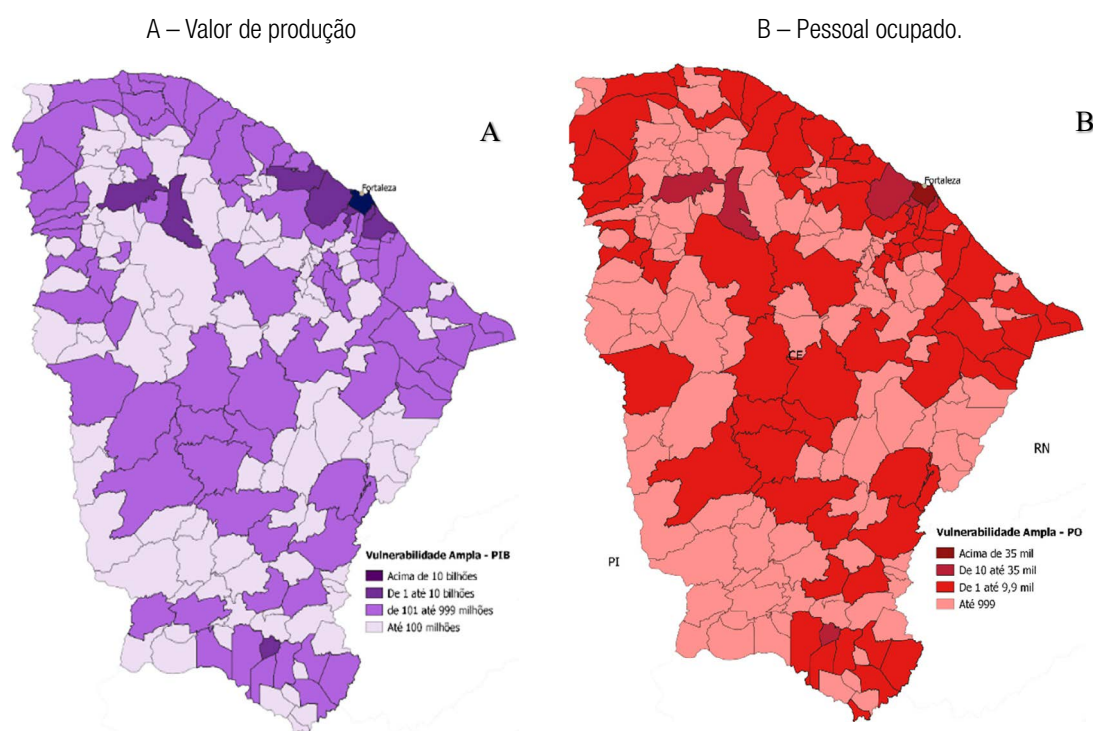 A – Valor de produção
B – Pessoal ocupado.
A
B
Fortaleza
Fortaleza
CE
RN
PI
Vulnerabilidade Ampla - PIB
Acima de 10 bilhões
De 1 até 10 bilhões
de 101 até 999 milhões
Até 100 milhões
Vulnerabilidade Ampla - PO
Acima de 35 mil
De 10 até 35 mil
De 1 até 9,9 mil
Até 999